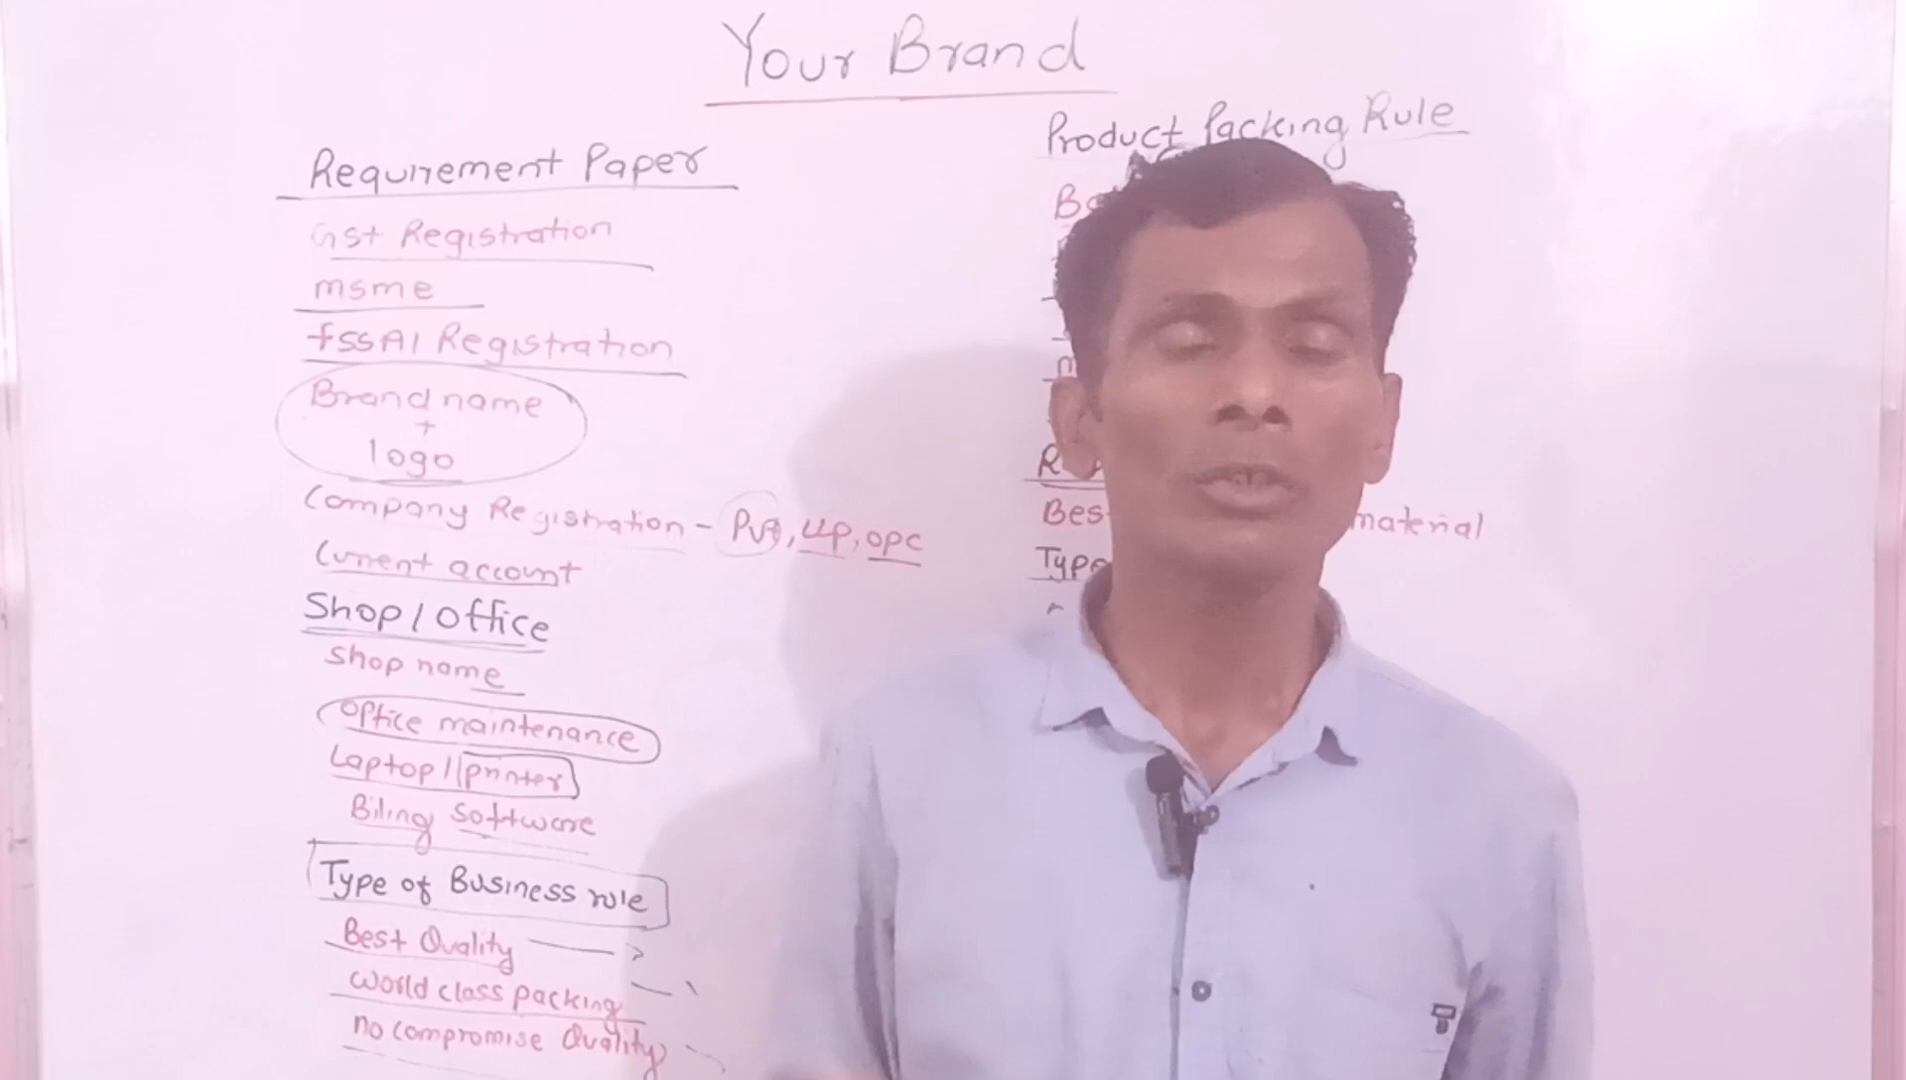 Your Brand
Requirement Paper
Gst Registration
msme
fssAI Registration
Brand name
+
logo
Company Registration - Pvt, LLP, OPC
Current account
Shop / Office
Shop name
Office maintenance
Laptop / printer
Biling Software
Type of Business rule
Best Quality
World class packing
no compromise Quality
Product Packing Rule
Bes
material
Type